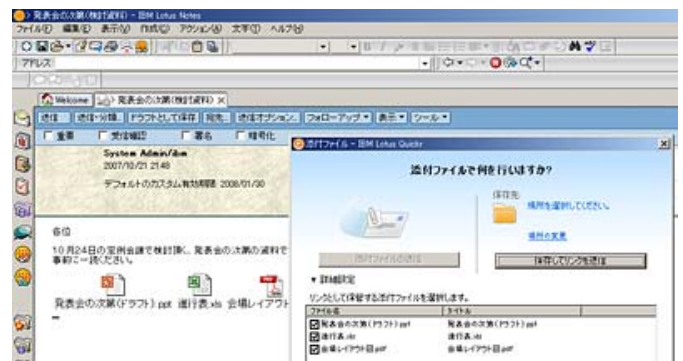 発表会の次第(検討資料) - IBM Lotus Notes
ファイル(F) 編集(E) 表示(V) 作成(C) アクション(A) 文字(T) ヘルプ(H)
アドレス
Welcome 発表会の次第(検討資料) ×
送信 送信・分類... ドラフトとして保存 宛先... 送信オプション... フォローアップ 表示 ツール
重要 受信確認 署名 暗号化
System Admin/ibm
2007/10/21 21:48
デフォルトのカスタム有効期限 2008/01/30
各位
10月24日の定例会議で検討頂く、発表会の次第の資料で
事前にご一読ください。
発表会の次第(ドラフト).ppt 進行表.xls 会場レイアウト
添付ファイル - IBM Lotus Quickr
添付ファイルで何を行いますか?
保存先:
場所を選択してください。
場所の変更
添付ファイルの送信
保存してリンクを送信
▼ 詳細設定
リンクとして保管する添付ファイルを選択します。
ファイル名 タイトル
発表会の次第(ドラフト).ppt 発表会の次第(ドラフト).ppt
進行表.xls 進行表.xls
会場レイアウト図.pdf 会場レイアウト図.pdf